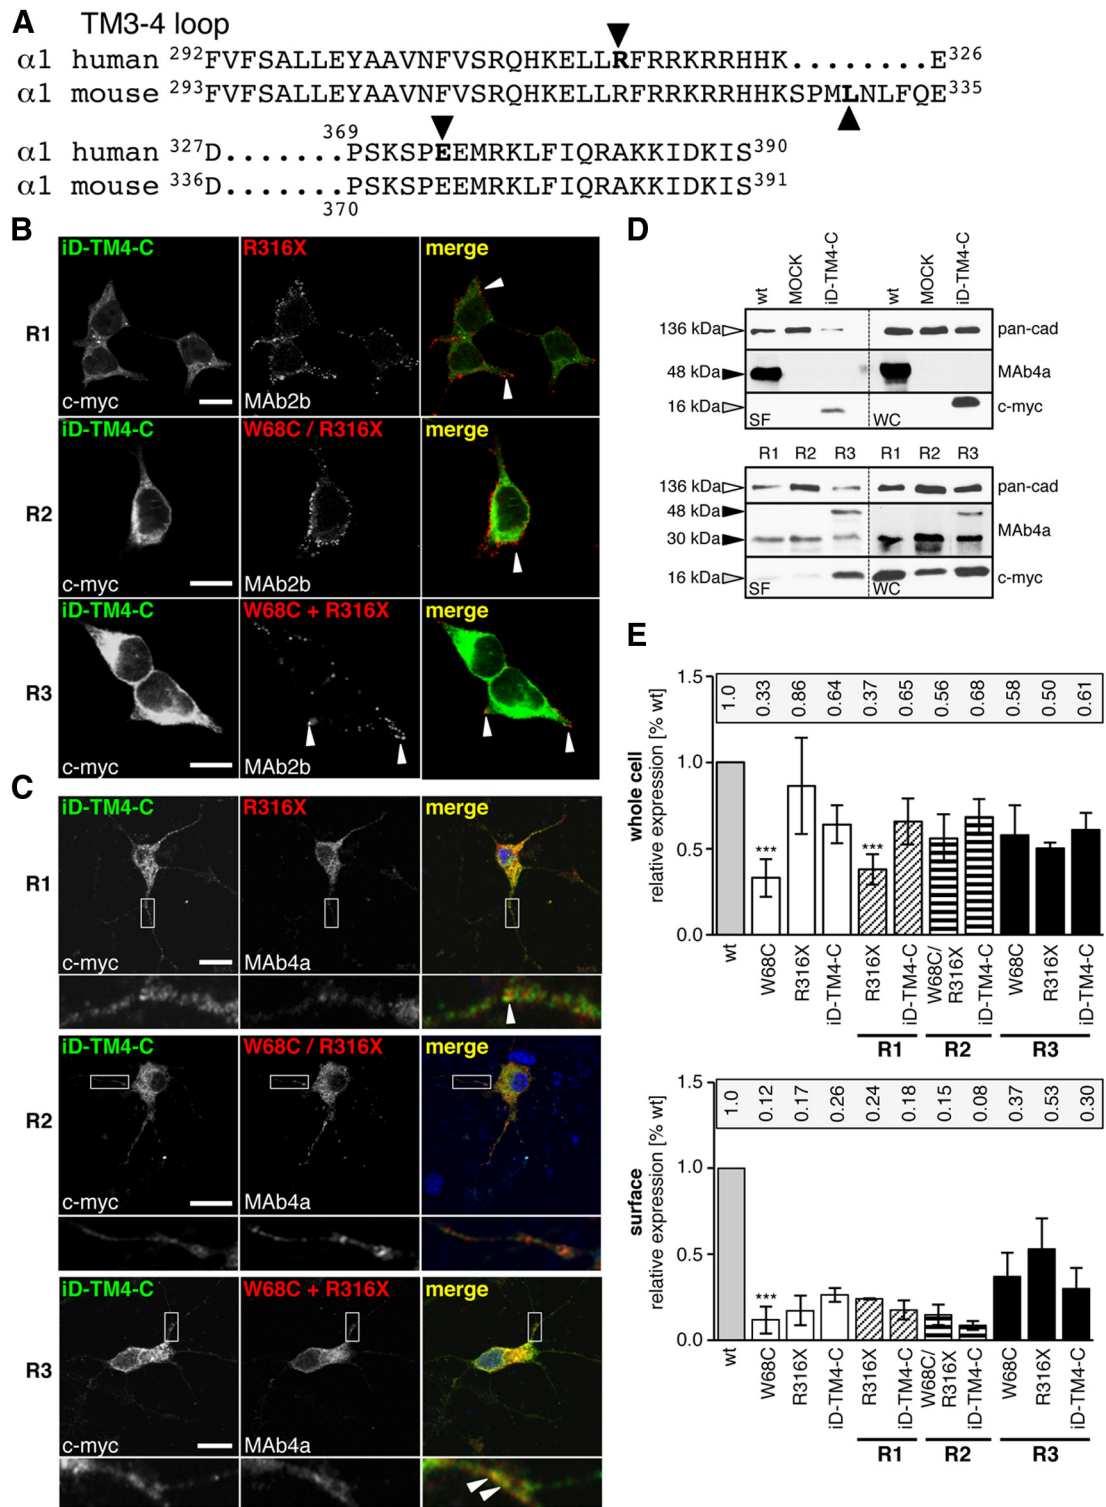 A
TM3-4 loop
α1 human 292FVFSALLEYAAVNFVSRQHKELLRFRRKRRHHK........E326
α1 mouse 293FVFSALLEYAAVNFVSRQHKELLRFRRKRRHHKSPMLNLFQE335
369
α1 human 327D.......PSKSPEEMRKLFIQRAKKIDKIS390
α1 mouse 336D.......PSKSPEEMRKLFIQRAKKIDKIS391
370
B
iD-TM4-C R316X merge
R1
c-myc MAb2b
iD-TM4-C W68C / R316X merge
R2
c-myc MAb2b
iD-TM4-C W68C + R316X merge
R3
c-myc MAb2b
C
iD-TM4-C R316X merge
R1
c-myc MAb4a
iD-TM4-C W68C / R316X merge
R2
c-myc MAb4a
iD-TM4-C W68C + R316X merge
R3
c-myc MAb4a
D
wt MOCK iD-TM4-C wt MOCK iD-TM4-C
136 kDa pan-cad
48 kDa MAb4a
16 kDa c-myc
SF WC
R1 R2 R3 R1 R2 R3
136 kDa pan-cad
48 kDa
30 kDa MAb4a
16 kDa c-myc
SF WC
E
whole cell
relative expression [% wt]
1.5
1.0 0.33 0.86 0.64 0.37 0.65 0.56 0.68 0.58 0.50 0.61
1.0
0.5
*** ***
0.0
wt W68C R316X iD-TM4-C R316X iD-TM4-C W68C/ R316X iD-TM4-C W68C R316X iD-TM4-C
R1 R2 R3
surface
relative expression [% wt]
1.5
1.0 0.12 0.17 0.26 0.24 0.18 0.15 0.08 0.37 0.53 0.30
1.0
0.5
***
0.0
wt W68C R316X iD-TM4-C R316X iD-TM4-C W68C/ R316X iD-TM4-C W68C R316X iD-TM4-C
R1 R2 R3